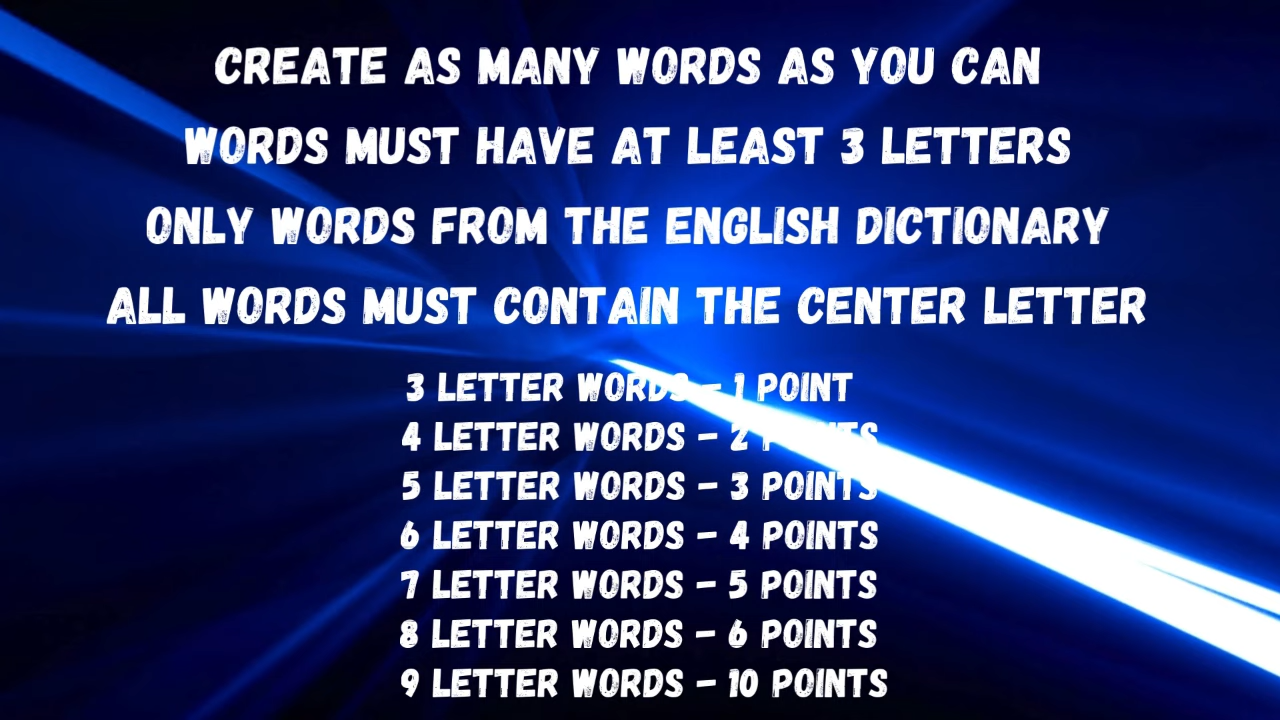 CREATE AS MANY WORDS AS YOU CAN
WORDS MUST HAVE AT LEAST 3 LETTERS
ONLY WORDS FROM THE ENGLISH DICTIONARY
ALL WORDS MUST CONTAIN THE CENTER LETTER
3 LETTER WORDS – 1 POINT
4 LETTER WORDS – 2 POINTS
5 LETTER WORDS – 3 POINTS
6 LETTER WORDS – 4 POINTS
7 LETTER WORDS – 5 POINTS
8 LETTER WORDS – 6 POINTS
9 LETTER WORDS – 10 POINTS